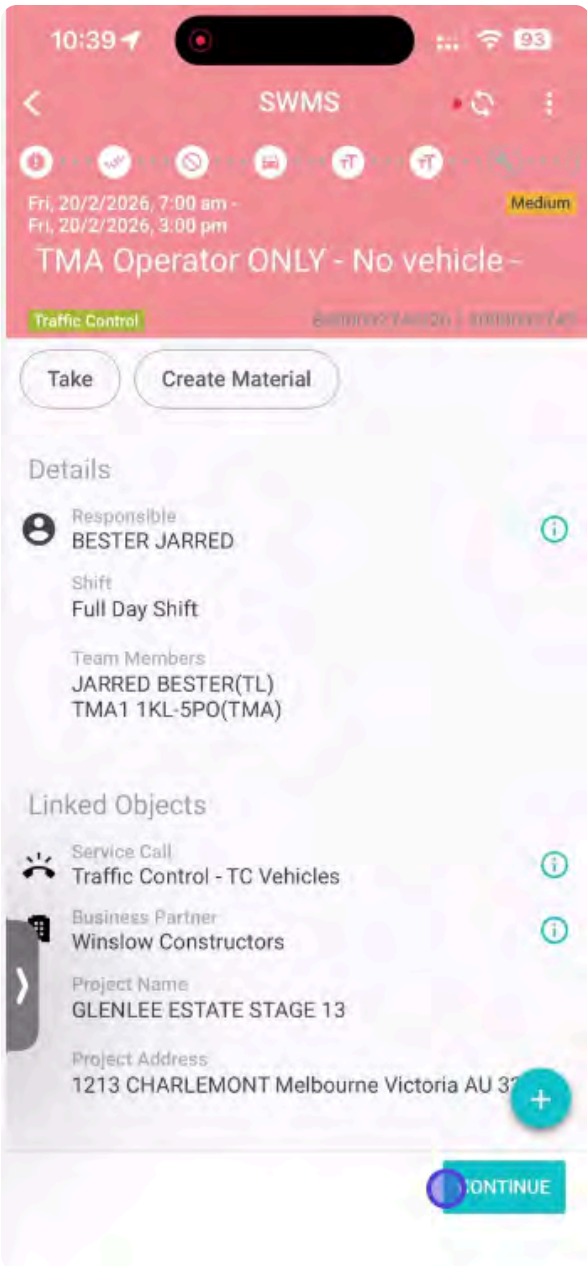 10:39
93
SWMS
Fri, 20/2/2026, 7:00 am -
Fri, 20/2/2026, 3:00 pm
Medium
TMA Operator ONLY - No vehicle -
Traffic Control
Take
Create Material
Details
Responsible
BESTER JARRED
Shift
Full Day Shift
Team Members
JARRED BESTER(TL)
TMA1 1KL-5PO(TMA)
Linked Objects
Service Call
Traffic Control - TC Vehicles
Business Partner
Winslow Constructors
Project Name
GLENLEE ESTATE STAGE 13
Project Address
1213 CHARLEMONT Melbourne Victoria AU
CONTINUE